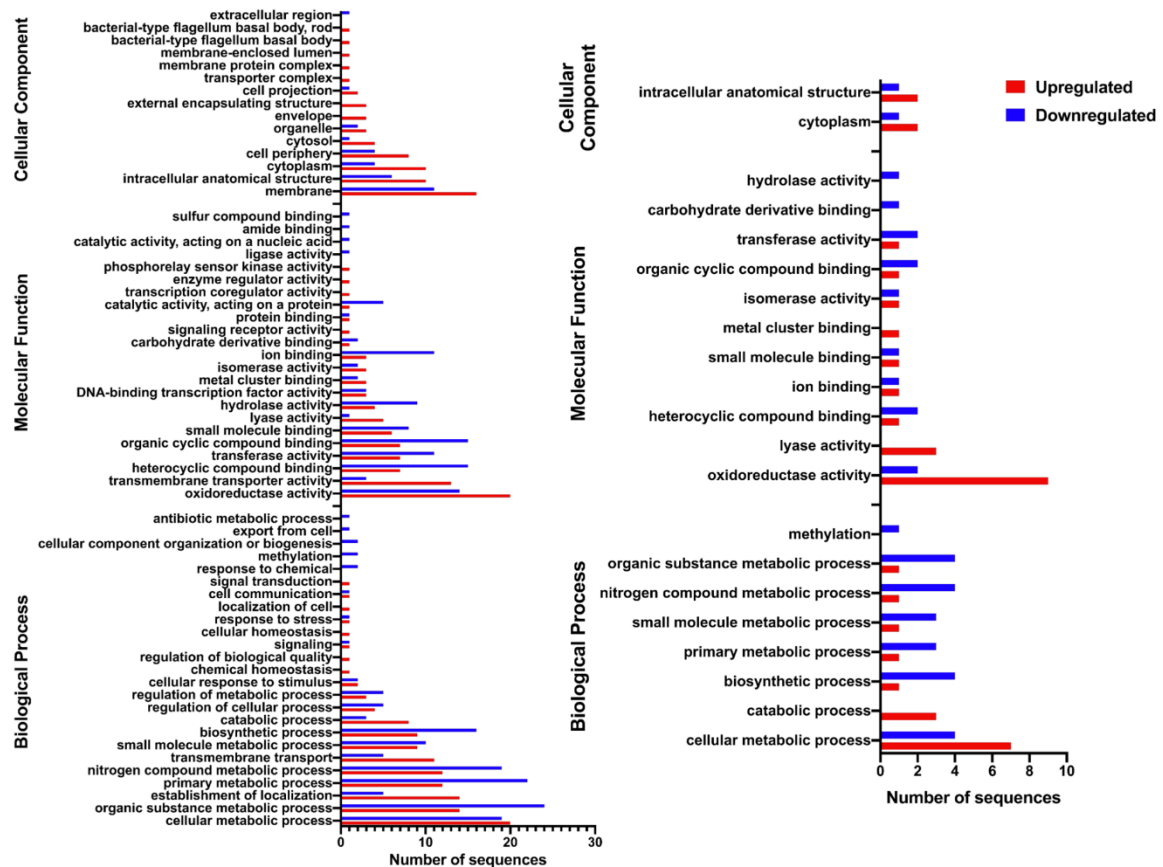 Cellular Component
extracellular region
bacterial-type flagellum basal body, rod
bacterial-type flagellum basal body
membrane-enclosed lumen
membrane protein complex
transporter complex
cell projection
external encapsulating structure
envelope
organelle
cytosol
cell periphery
cytoplasm
intracellular anatomical structure
membrane
Molecular Function
sulfur compound binding
amide binding
catalytic activity, acting on a nucleic acid
ligase activity
phosphorelay sensor kinase activity
enzyme regulator activity
transcription coregulator activity
catalytic activity, acting on a protein
protein binding
signaling receptor activity
carbohydrate derivative binding
ion binding
isomerase activity
metal cluster binding
DNA-binding transcription factor activity
hydrolase activity
lyase activity
small molecule binding
organic cyclic compound binding
transferase activity
heterocyclic compound binding
transmembrane transporter activity
oxidoreductase activity
Biological Process
antibiotic metabolic process
export from cell
cellular component organization or biogenesis
methylation
response to chemical
signal transduction
cell communication
localization of cell
response to stress
cellular homeostasis
signaling
regulation of biological quality
chemical homeostasis
cellular response to stimulus
regulation of metabolic process
regulation of cellular process
catabolic process
biosynthetic process
small molecule metabolic process
transmembrane transport
nitrogen compound metabolic process
primary metabolic process
establishment of localization
organic substance metabolic process
cellular metabolic process
0 10 20 30
Number of sequences
Cellular
Component
intracellular anatomical structure
cytoplasm
Upregulated
Downregulated
Molecular Function
hydrolase activity
carbohydrate derivative binding
transferase activity
organic cyclic compound binding
isomerase activity
metal cluster binding
small molecule binding
ion binding
heterocyclic compound binding
lyase activity
oxidoreductase activity
Biological Process
methylation
organic substance metabolic process
nitrogen compound metabolic process
small molecule metabolic process
primary metabolic process
biosynthetic process
catabolic process
cellular metabolic process
0 2 4 6 8 10
Number of sequences